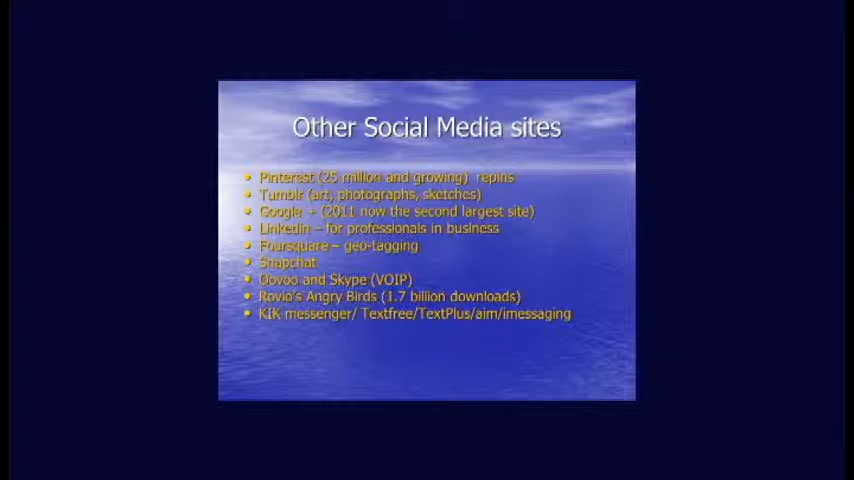 Other Social Media sites
• Pinterest (25 million and growing) repins
• Tumblr (art, photographs, sketches)
• Google + (2011 now the second largest site)
• Linkedin – for professionals in business
• Foursquare – geo-tagging
• Snapchat
• Oovoo and Skype (VOIP)
• Rovio's Angry Birds (1.7 billion downloads)
• KIK messenger/ Textfree/TextPlus/aim/imessaging